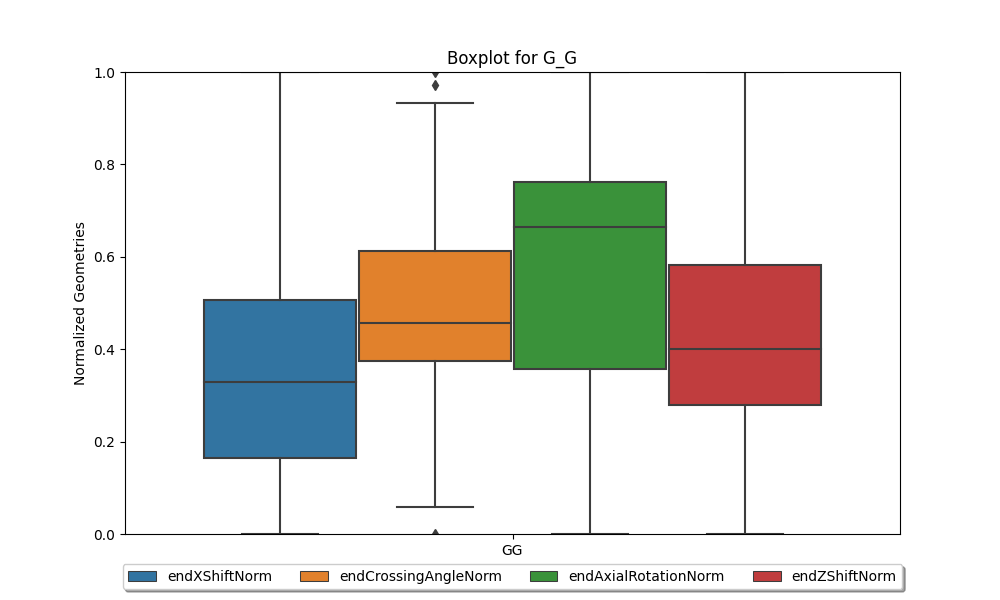 Boxplot for G_G
1.0
0.8
0.6
0.4
0.2
0.0
Normalized Geometries
GG
endXShiftNorm endCrossingAngleNorm endAxialRotationNorm endZShiftNorm